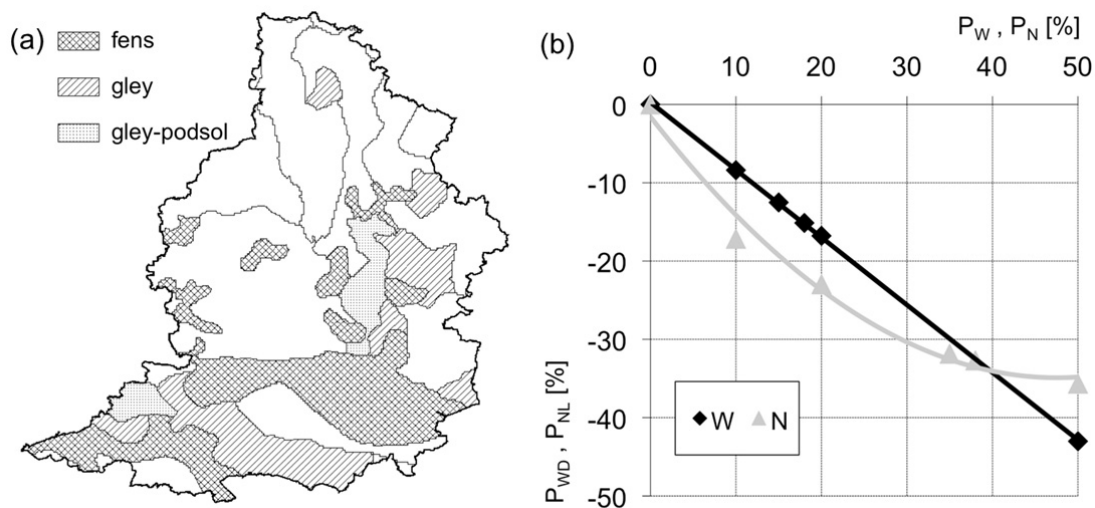 (a)
fens
gley
gley-podsol
(b)
P_W , P_N [%]
0 10 20 30 40 50
0
-10
-20
-30
-40
-50
P_WD , P_NL [%]
W N